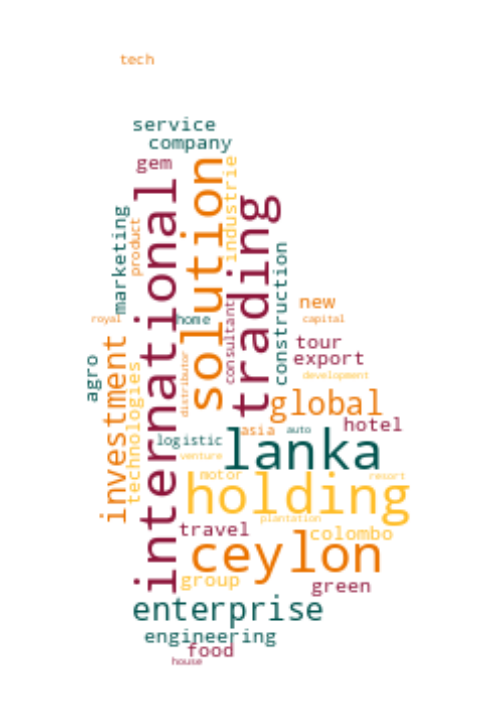 tech
service
company
gem
international
solution
industrie
trading
marketing
product
construction
royal
home
consultant
new
capital
tour
export
agro
investment
technologies
distributor
development
global
hotel
asia
auto
logistic
lanka
venture
motor
resort
holding
plantation
travel
colombo
ceylon
group
green
enterprise
engineering
food
house